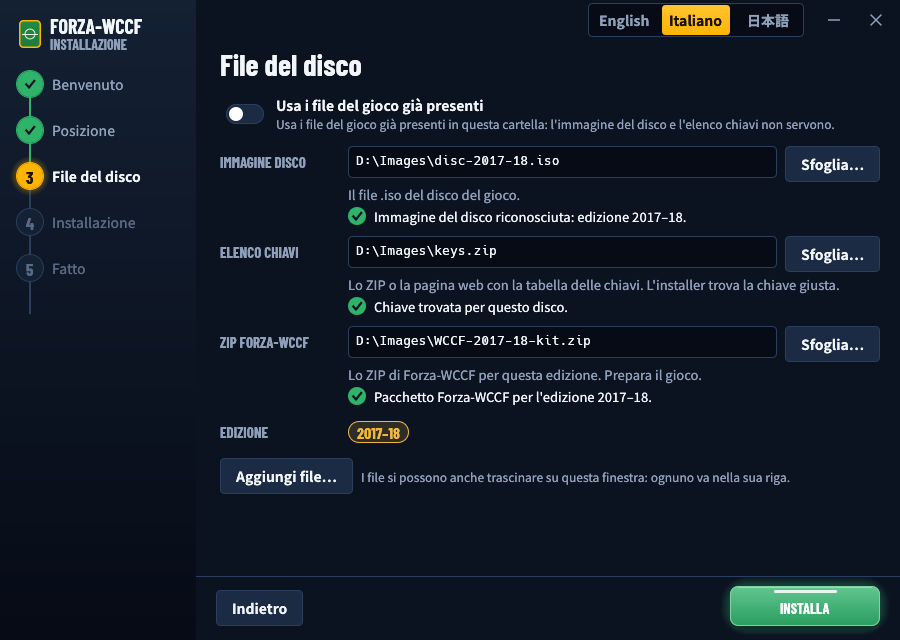 FORZA-WCCF
INSTALLAZIONE
Benvenuto
Posizione
3 File del disco
4 Installazione
5 Fatto
English Italiano 日本語
File del disco
Usa i file del gioco già presenti
Usa i file del gioco già presenti in questa cartella: l'immagine del disco e l'elenco chiavi non servono.
IMMAGINE DISCO D:\Images\disc-2017-18.iso Sfoglia...
Il file .iso del disco del gioco.
Immagine del disco riconosciuta: edizione 2017–18.
ELENCO CHIAVI D:\Images\keys.zip Sfoglia...
Lo ZIP o la pagina web con la tabella delle chiavi. L'installer trova la chiave giusta.
Chiave trovata per questo disco.
ZIP FORZA-WCCF D:\Images\WCCF-2017-18-kit.zip Sfoglia...
Lo ZIP di Forza-WCCF per questa edizione. Prepara il gioco.
Pacchetto Forza-WCCF per l'edizione 2017–18.
EDIZIONE 2017–18
Aggiungi file... I file si possono anche trascinare su questa finestra: ognuno va nella sua riga.
Indietro INSTALLA